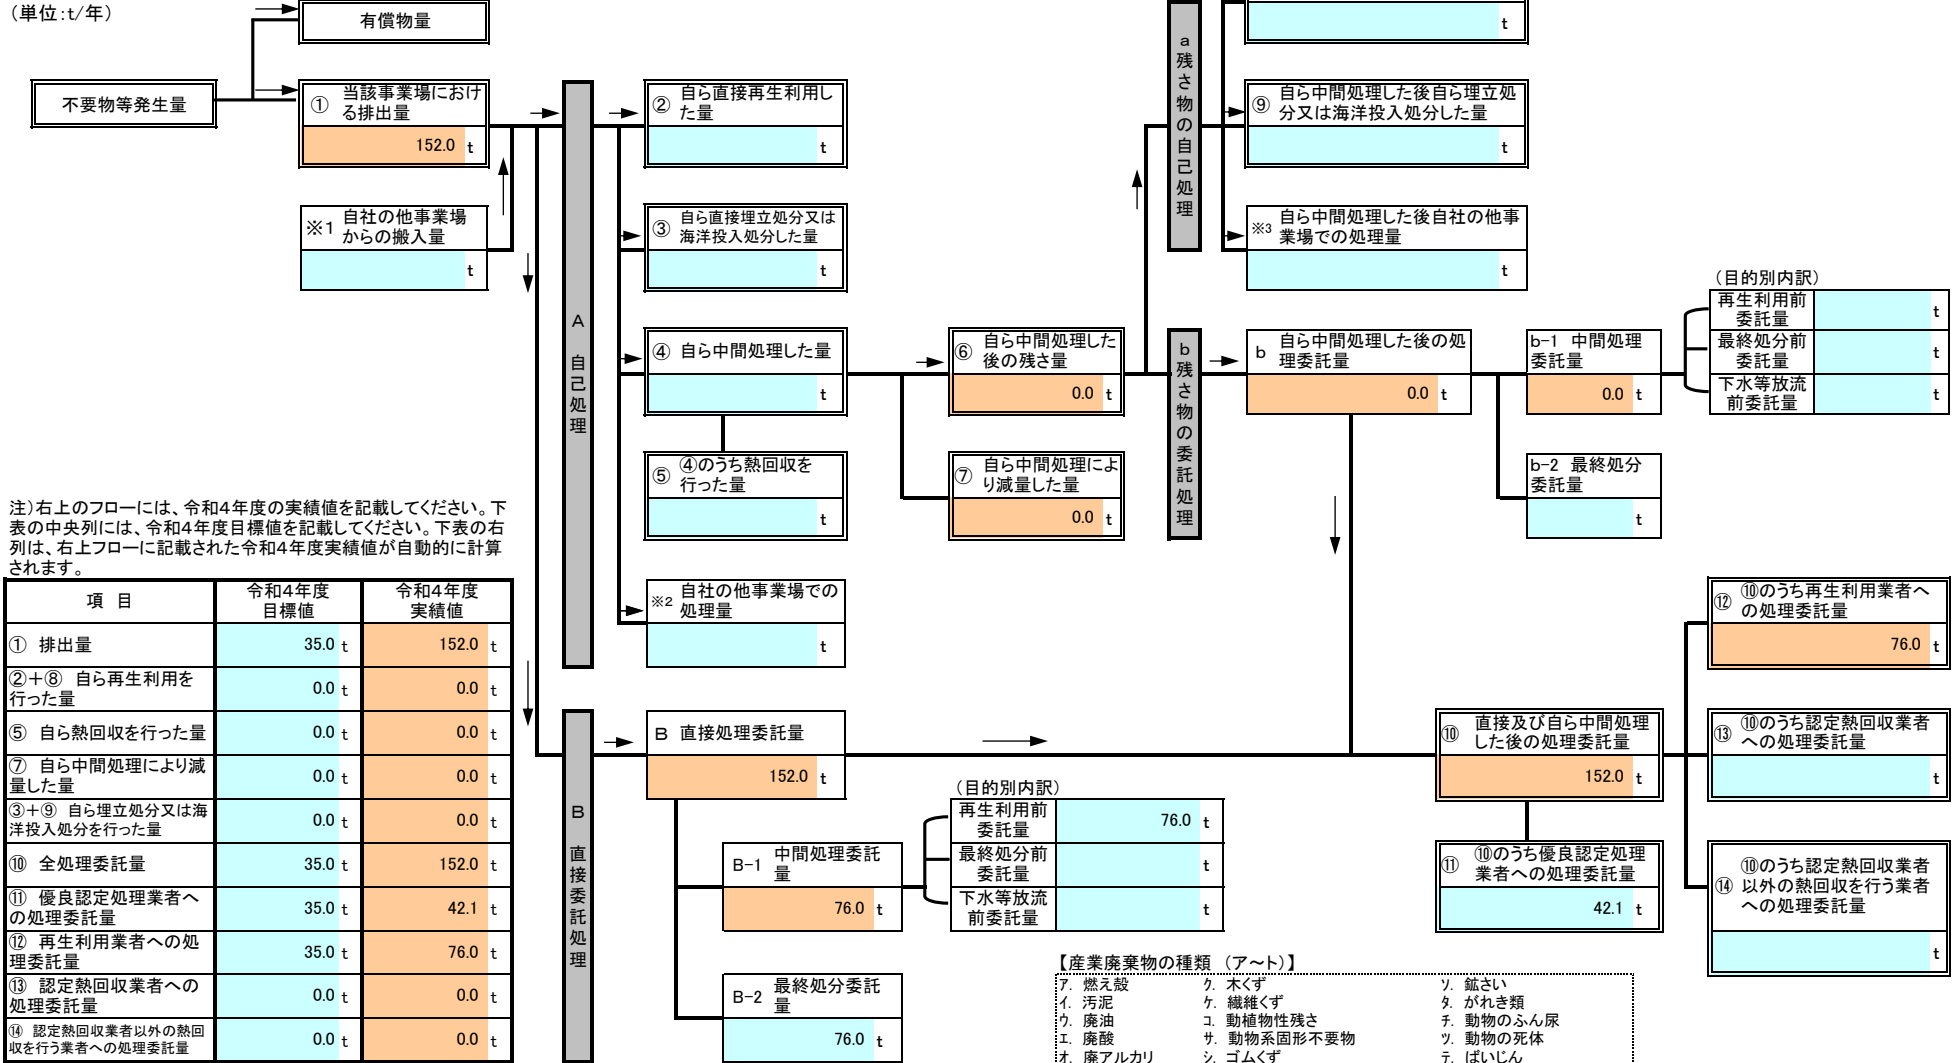 （単位：t/年）
有償物量
不要物等発生量
① 当該事業場におけ
る排出量
152.0 t
※1 自社の他事業場
からの搬入量
t
A 自己処理
② 自ら直接再生利用し
た量
t
③ 自ら直接埋立処分又は
海洋投入処分した量
t
④ 自ら中間処理した量
t
⑤ ④のうち熱回収を
行った量
t
※2 自社の他事業場での
処理量
t
⑥ 自ら中間処理した
後の残さ量
0.0 t
⑦ 自ら中間処理によ
り減量した量
0.0 t
a 残さ物の自己処理
t
⑨ 自ら中間処理した後自ら埋立処
分又は海洋投入処分した量
t
※3 自ら中間処理した後自社の他事
業場での処理量
t
b 残さ物の委託処理
b 自ら中間処理した後の処
理委託量
0.0 t
b-1 中間処理
委託量
0.0 t
b-2 最終処分
委託量
t
（目的別内訳）
再生利用前
委託量
t
最終処分前
委託量
t
下水等放流
前委託量
t
注）右上のフローには、令和4年度の実績値を記載してください。下
表の中央列には、令和4年度目標値を記載してください。下表の右
列は、右上フローに記載された令和4年度実績値が自動的に計算
されます。
項 目 令和4年度
目標値 令和4年度
実績値
① 排出量 35.0 t 152.0 t
②＋⑧ 自ら再生利用を
行った量 0.0 t 0.0 t
⑤ 自ら熱回収を行った量 0.0 t 0.0 t
⑦ 自ら中間処理により減
量した量 0.0 t 0.0 t
③＋⑨ 自ら埋立処分又は海
洋投入処分を行った量 0.0 t 0.0 t
⑩ 全処理委託量 35.0 t 152.0 t
⑪ 優良認定処理業者へ
の処理委託量 35.0 t 42.1 t
⑫ 再生利用業者への処
理委託量 35.0 t 76.0 t
⑬ 認定熱回収業者への
処理委託量 0.0 t 0.0 t
⑭ 認定熱回収業者以外の熱回
収を行う業者への処理委託量 0.0 t 0.0 t
B 直接委託処理
B 直接処理委託量
152.0 t
B-1 中間処理委託
量
76.0 t
B-2 最終処分委託
量
76.0 t
（目的別内訳）
再生利用前
委託量
76.0 t
最終処分前
委託量
t
下水等放流
前委託量
t
⑩ 直接及び自ら中間処理
した後の処理委託量
152.0 t
⑪ ⑩のうち優良認定処理
業者への処理委託量
42.1 t
⑫ ⑩のうち再生利用業者へ
の処理委託量
76.0 t
⑬ ⑩のうち認定熱回収業者
への処理委託量
t
⑭ ⑩のうち認定熱回収業者
以外の熱回収を行う業者
への処理委託量
t
【産業廃棄物の種類 （ア～ト）】
ア. 燃え殻 ク. 木くず ソ. 鉱さい
イ. 汚泥 ケ. 繊維くず タ. がれき類
ウ. 廃油 コ. 動植物性残さ チ. 動物のふん尿
エ. 廃酸 サ. 動物系固形不要物 ツ. 動物の死体
オ. 廃アルカリ シ. ゴムくず テ. ばいじん